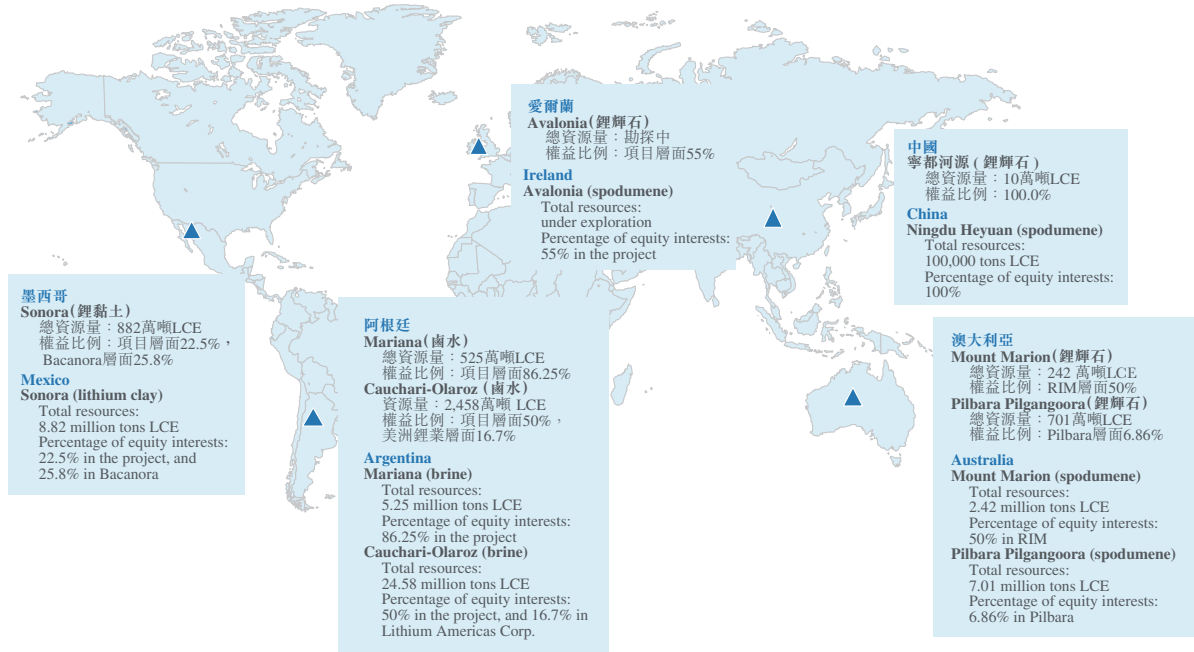 愛爾蘭
Avalonia(鋰輝石)
總資源量：勘探中
權益比例：項目層面55%
Ireland
Avalonia (spodumene)
Total resources:
under exploration
Percentage of equity interests:
55% in the project
中國
寧都河源 ( 鋰輝石 )
總資源量：10萬噸LCE
權益比例：100.0%
China
Ningdu Heyuan (spodumene)
Total resources:
100,000 tons LCE
Percentage of equity interests:
100%
墨西哥
Sonora(鋰黏土)
總資源量：882萬噸LCE
權益比例：項目層面22.5%，
Bacanora層面25.8%
Mexico
Sonora (lithium clay)
Total resources:
8.82 million tons LCE
Percentage of equity interests:
22.5% in the project, and
25.8% in Bacanora
阿根廷
Mariana(鹵水)
總資源量：525萬噸LCE
權益比例：項目層面86.25%
Cauchari-Olaroz (鹵水)
資源量：2,458萬噸 LCE
權益比例：項目層面50%，
美洲鋰業層面16.7%
Argentina
Mariana (brine)
Total resources:
5.25 million tons LCE
Percentage of equity interests:
86.25% in the project
Cauchari-Olaroz (brine)
Total resources:
24.58 million tons LCE
Percentage of equity interests:
50% in the project, and 16.7% in
Lithium Americas Corp.
澳大利亞
Mount Marion(鋰輝石)
總資源量：242 萬噸LCE
權益比例：RIM層面50%
Pilbara Pilgangoora(鋰輝石)
總資源量：701萬噸LCE
權益比例：Pilbara層面6.86%
Australia
Mount Marion (spodumene)
Total resources:
2.42 million tons LCE
Percentage of equity interests:
50% in RIM
Pilbara Pilgangoora (spodumene)
Total resources:
7.01 million tons LCE
Percentage of equity interests:
6.86% in Pilbara